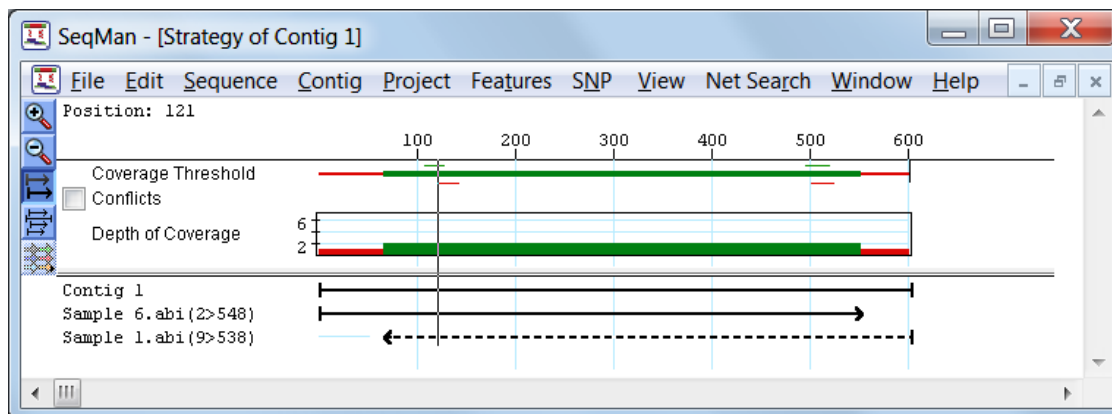 SeqMan - [Strategy of Contig 1]
File Edit Sequence Contig Project Features SNP View Net Search Window Help
Position: 121
100 200 300 400 500 600
Coverage Threshold
Conflicts
Depth of Coverage
6
2
Contig 1
Sample 6.abi(2>548)
Sample 1.abi(9>538)